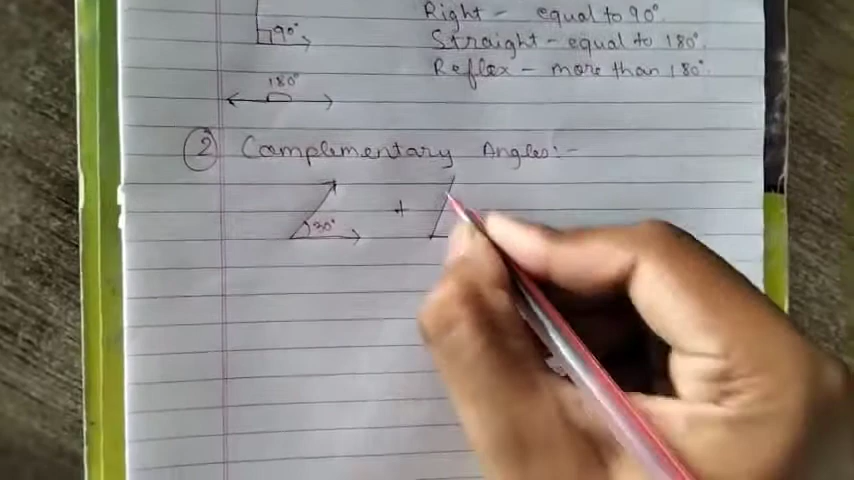 Right - equal to 90°.
90°
Straight - equal to 180°.
Reflex - more than 180°.
180°
② Complementary Angles:-
30° +